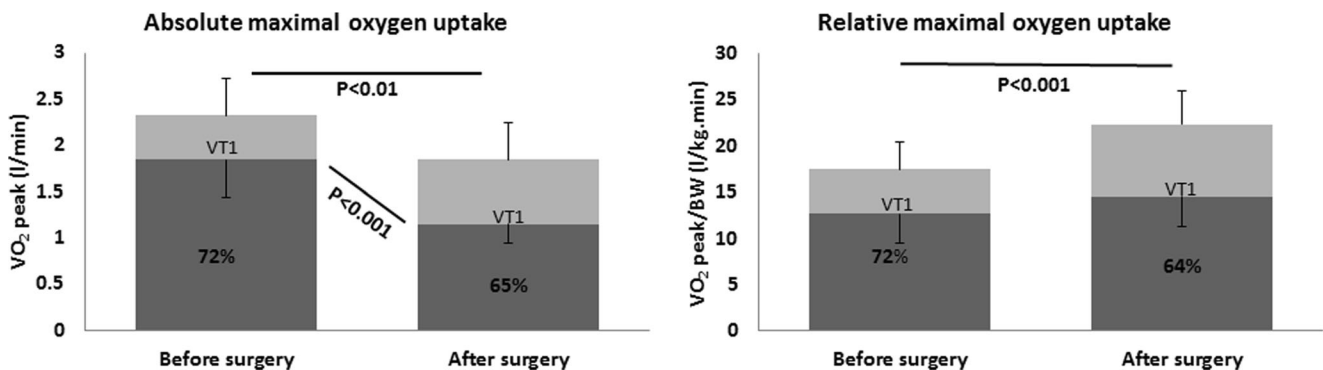 Absolute maximal oxygen uptake
VO₂ peak (l/min)
3
2.5
2
1.5
1
0.5
0
P<0.01
VT1
P<0.001
VT1
72%
65%
Before surgery
After surgery
Relative maximal oxygen uptake
VO₂ peak/BW (l/kg.min)
30
25
20
15
10
5
0
P<0.001
VT1
VT1
72%
64%
Before surgery
After surgery